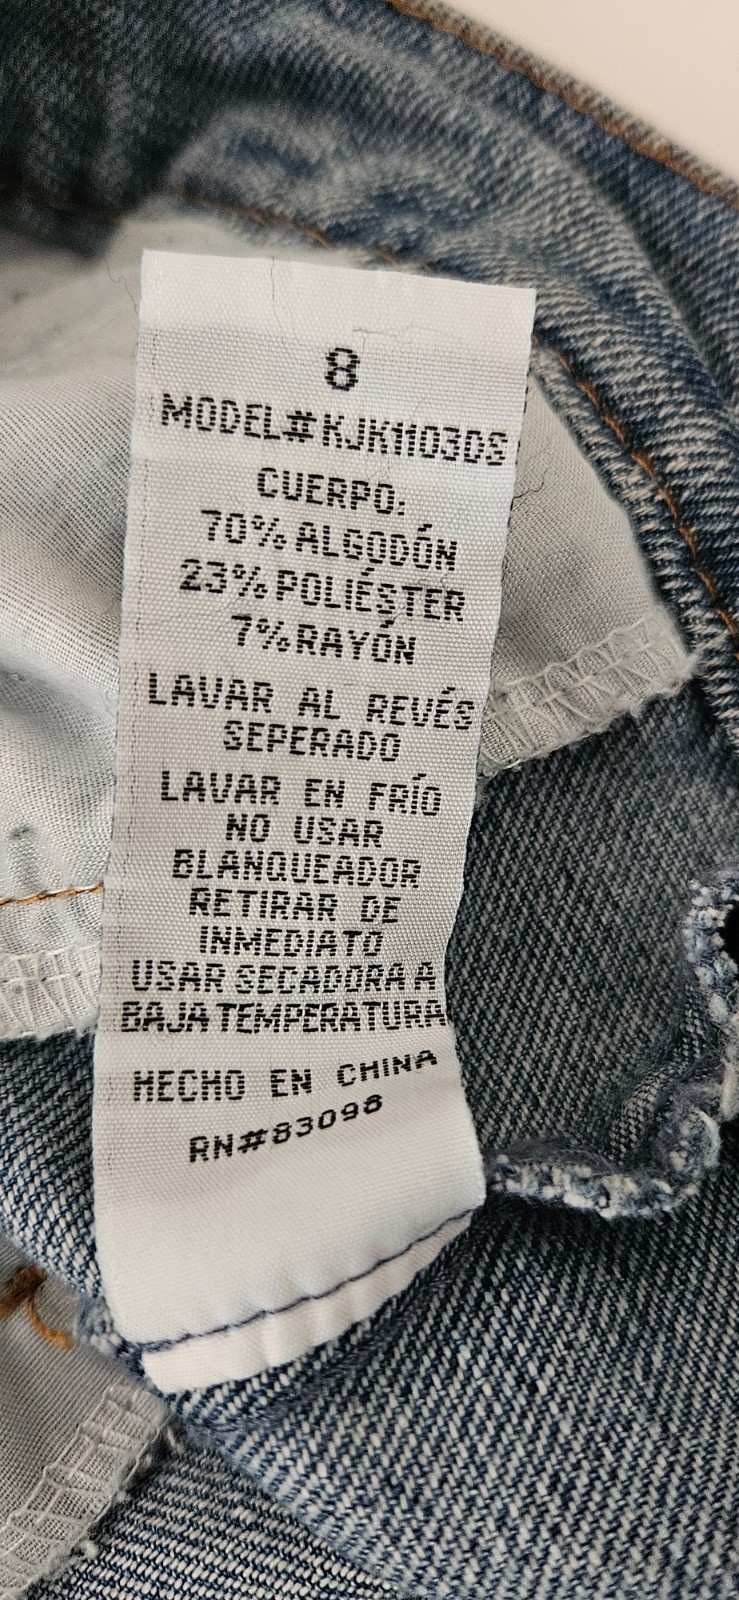 8
MODEL#KJK1103DS
CUERPO:
70% ALGODÓN
23% POLIÉSTER
7% RAYÓN
LAVAR AL REVÉS
SEPERADO
LAVAR EN FRÍO
NO USAR
BLANQUEADOR
RETIRAR DE
INMEDIATO
USAR SECADORA A
BAJA TEMPERATURA
HECHO EN CHINA
RN#83098